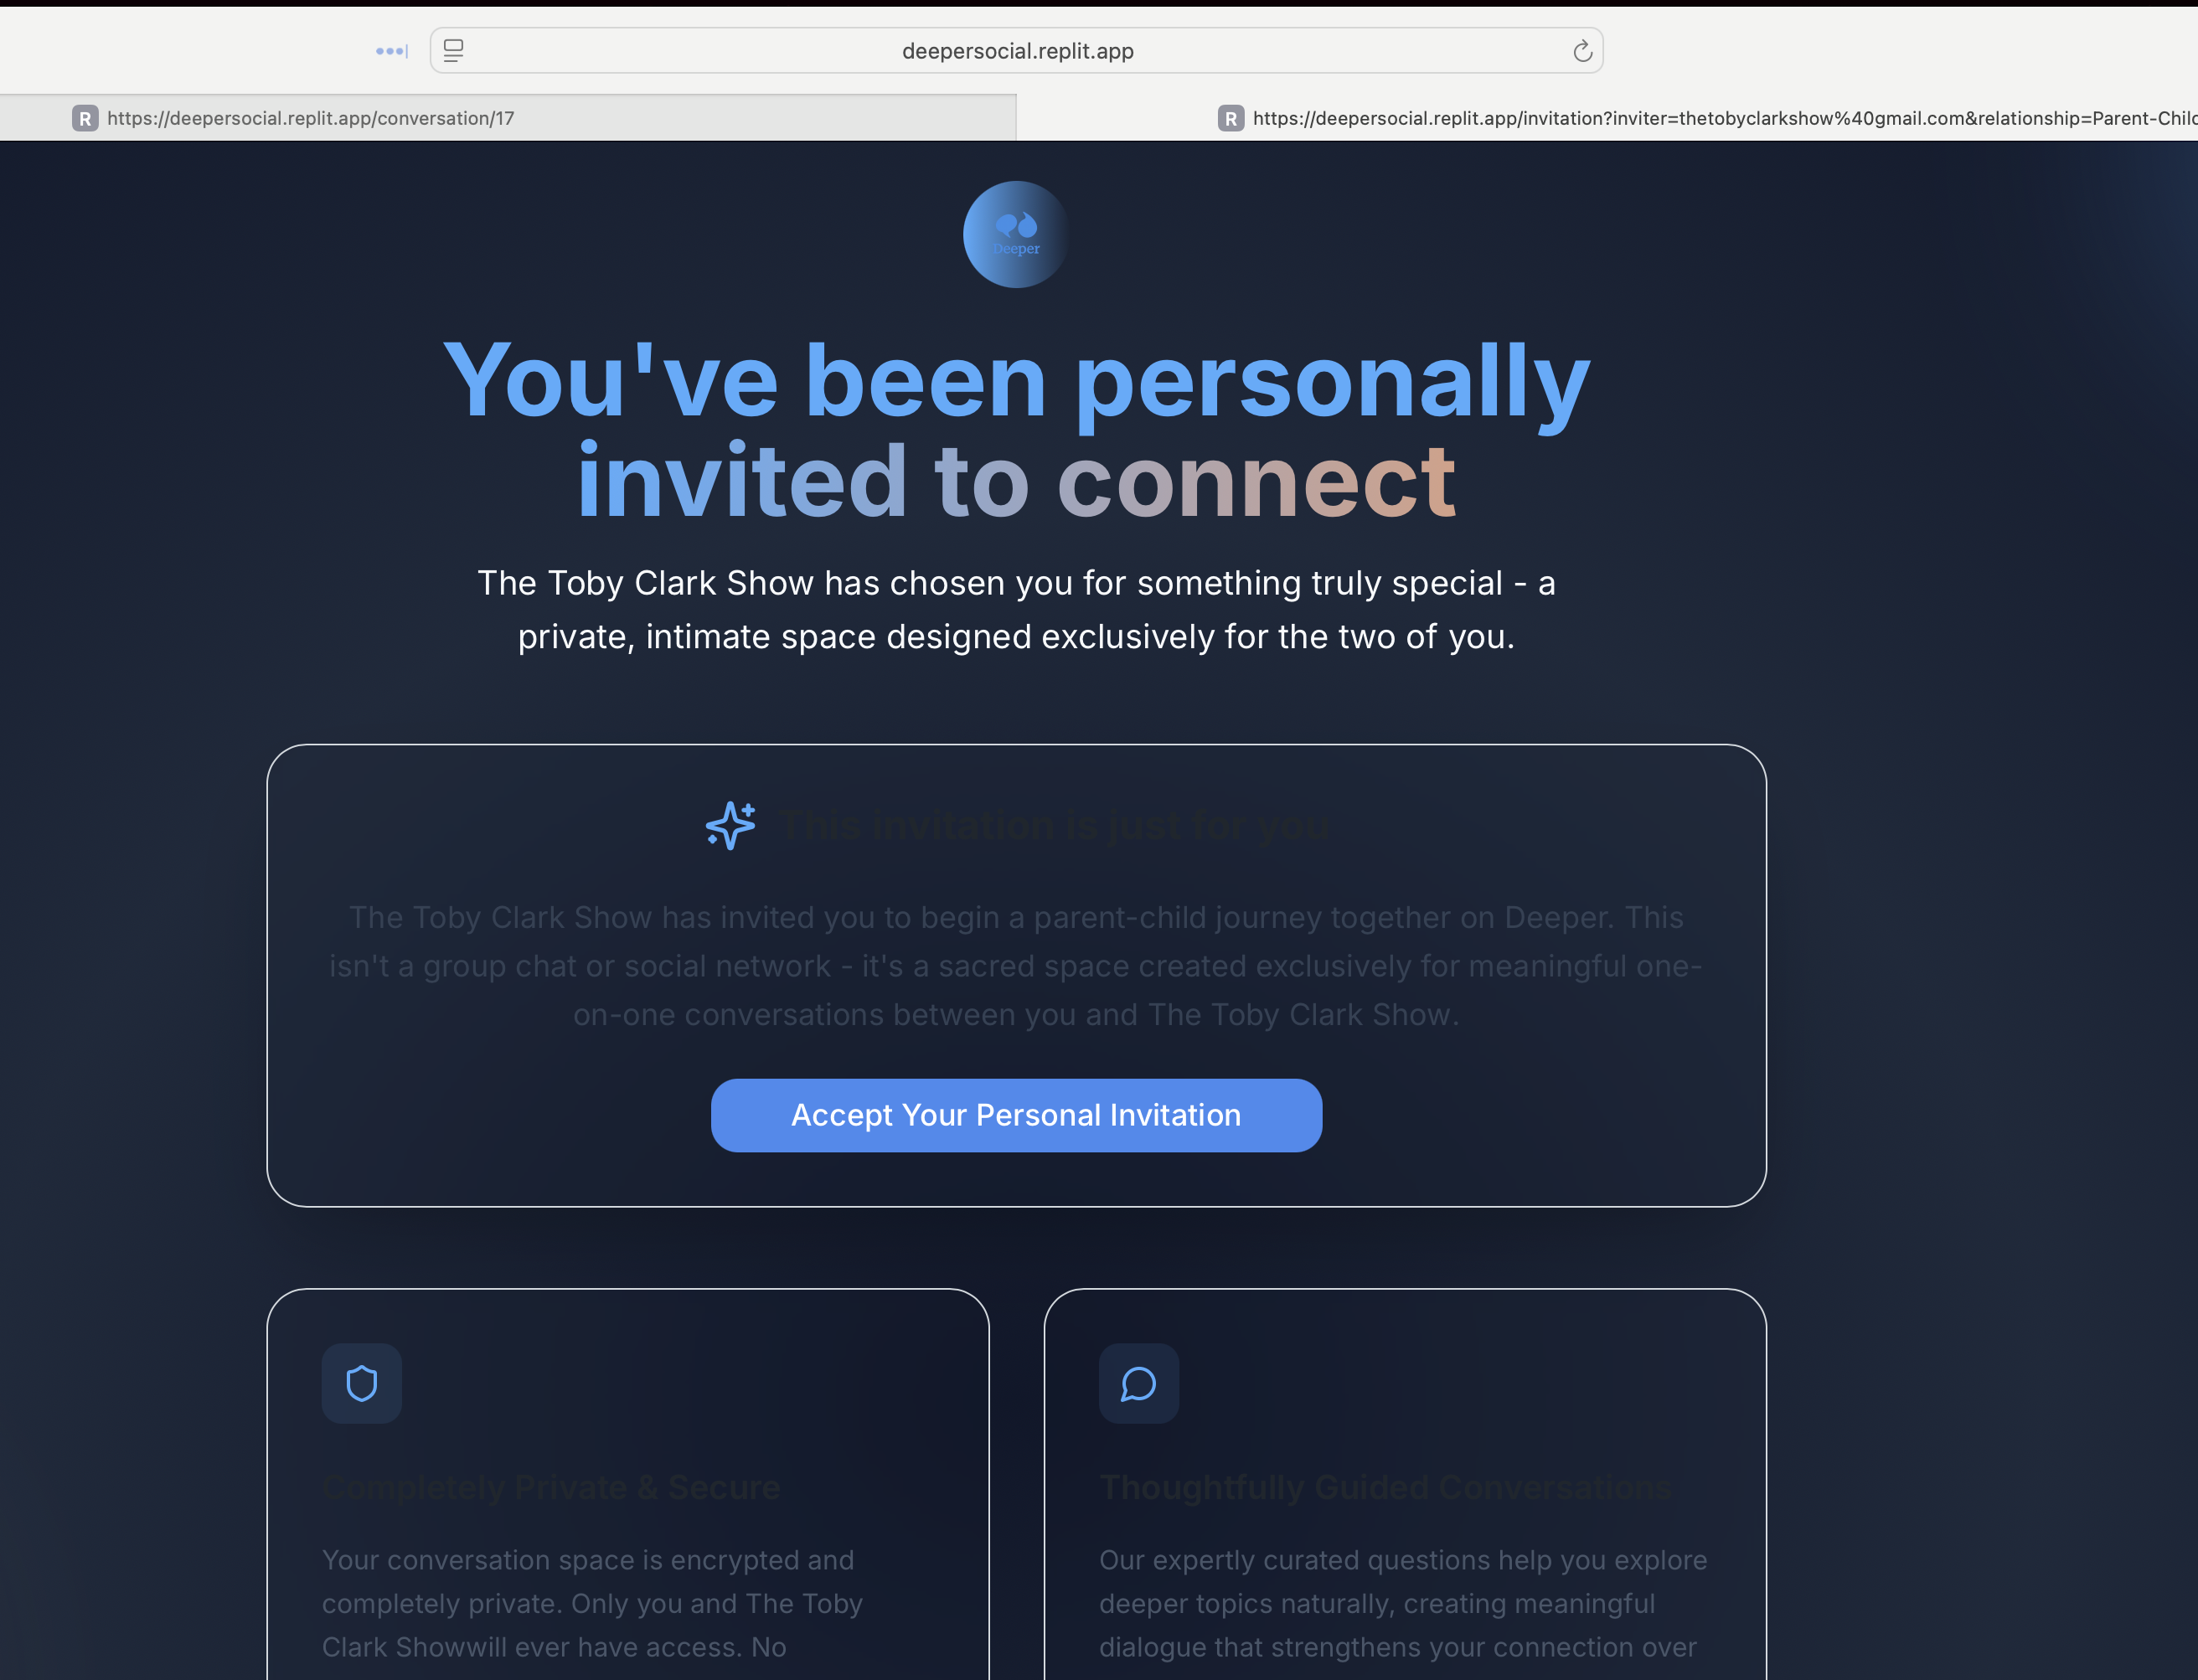 deepersocial.replit.app
R https://deepersocial.replit.app/conversation/17
R https://deepersocial.replit.app/invitation?inviter=thetobyclarkshow%40gmail.com&relationship=Parent-Child
Deeper
You've been personally
invited to connect
The Toby Clark Show has chosen you for something truly special - a
private, intimate space designed exclusively for the two of you.
This invitation is just for you
The Toby Clark Show has invited you to begin a parent-child journey together on Deeper. This
isn't a group chat or social network - it's a sacred space created exclusively for meaningful one-
on-one conversations between you and The Toby Clark Show.
Accept Your Personal Invitation
Completely Private & Secure
Your conversation space is encrypted and
completely private. Only you and The Toby
Clark Showwill ever have access. No
Thoughtfully Guided Conversations
Our expertly curated questions help you explore
deeper topics naturally, creating meaningful
dialogue that strengthens your connection over